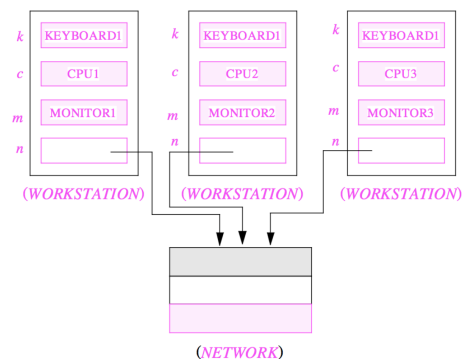 k KEYBOARD1 k KEYBOARD1 k KEYBOARD1
c CPU1 c CPU2 c CPU3
m MONITOR1 m MONITOR2 m MONITOR3
n n n
(WORKSTATION) (WORKSTATION) (WORKSTATION)
(NETWORK)